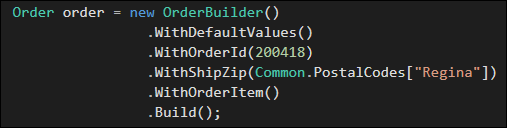 Order order = new OrderBuilder()
.WithDefaultValues()
.WithOrderId(200418)
.WithShipZip(Common.PostalCodes["Regina"])
.WithOrderItem()
.Build();